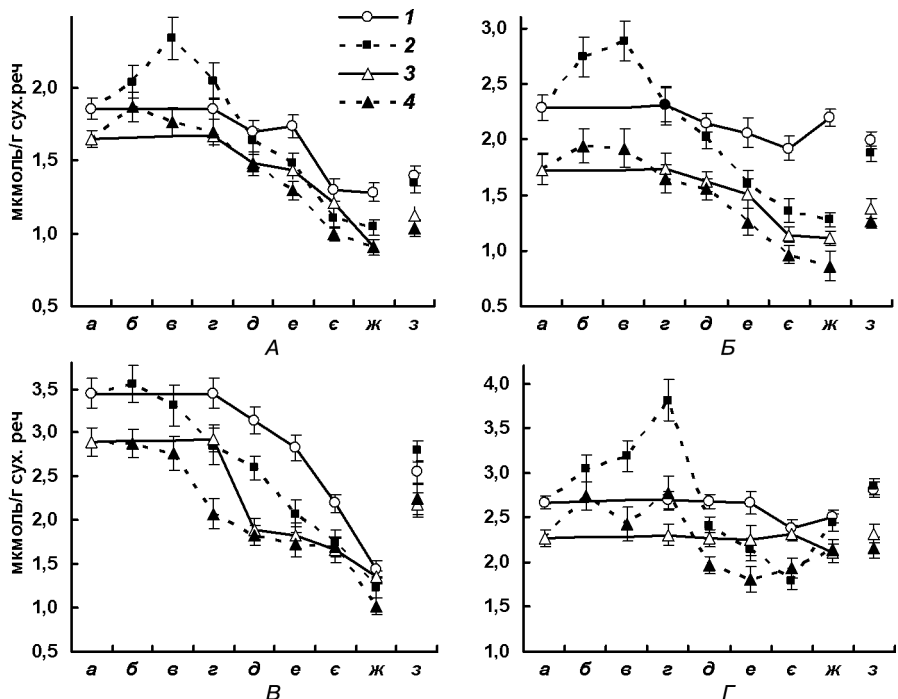 мкмоль/г сух.реч
2,0
1,5
1,0
0,5
1
2
3
4
а б в г д е є ж з
А
3,0
2,5
2,0
1,5
1,0
0.5
а б в г д е є ж з
Б
мкмоль/г сух. реч
3,5
3,0
2,5
2,0
1,5
1,0
0,5
а б в г д е є ж з
В
4,0
3,0
2,5
2,0
1,5
1,0
а б в г д е є ж з
Г